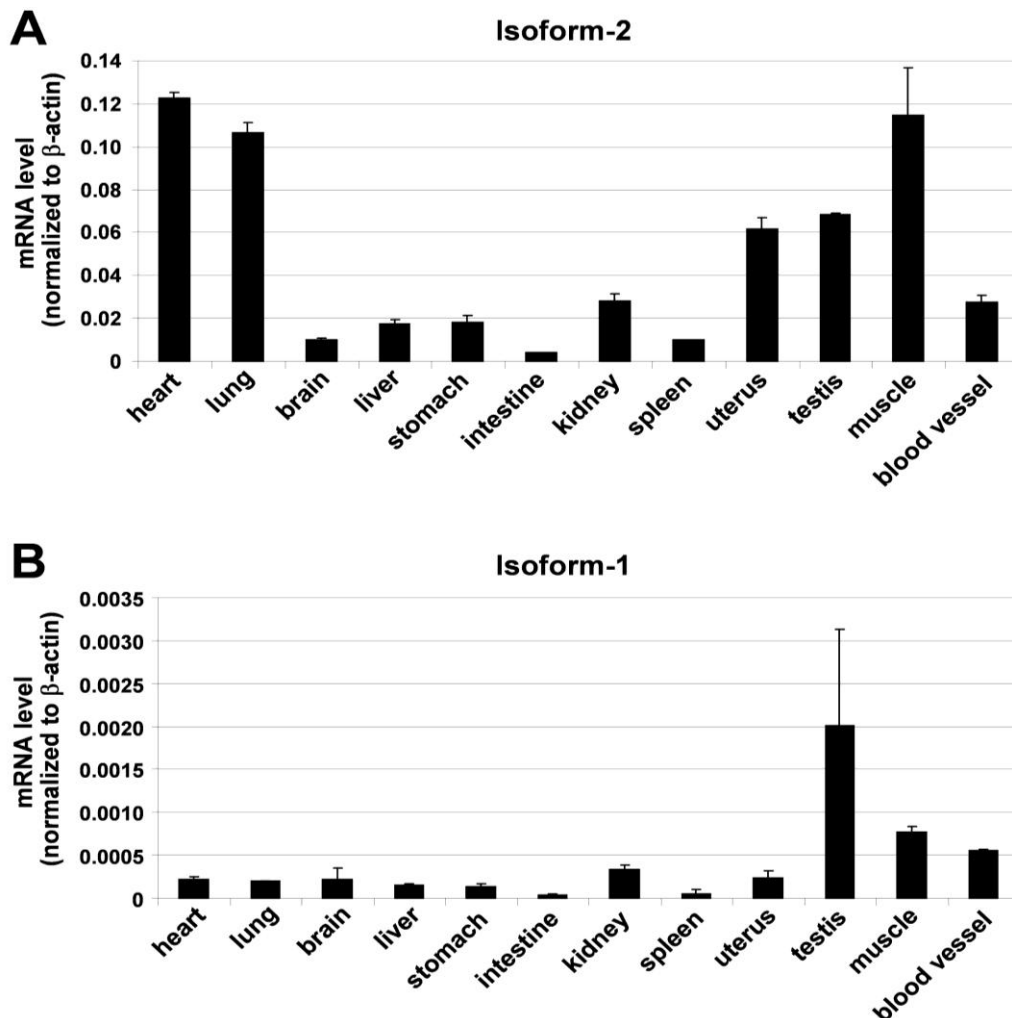 A
Isoform-2
mRNA level
(normalized to β-actin)
0.14
0.12
0.10
0.08
0.06
0.04
0.02
0
heart
lung
brain
liver
stomach
intestine
kidney
spleen
uterus
testis
muscle
blood vessel
B
Isoform-1
mRNA level
(normalized to β-actin)
0.0035
0.0030
0.0025
0.0020
0.0015
0.0010
0.0005
0
heart
lung
brain
liver
stomach
intestine
kidney
spleen
uterus
testis
muscle
blood vessel